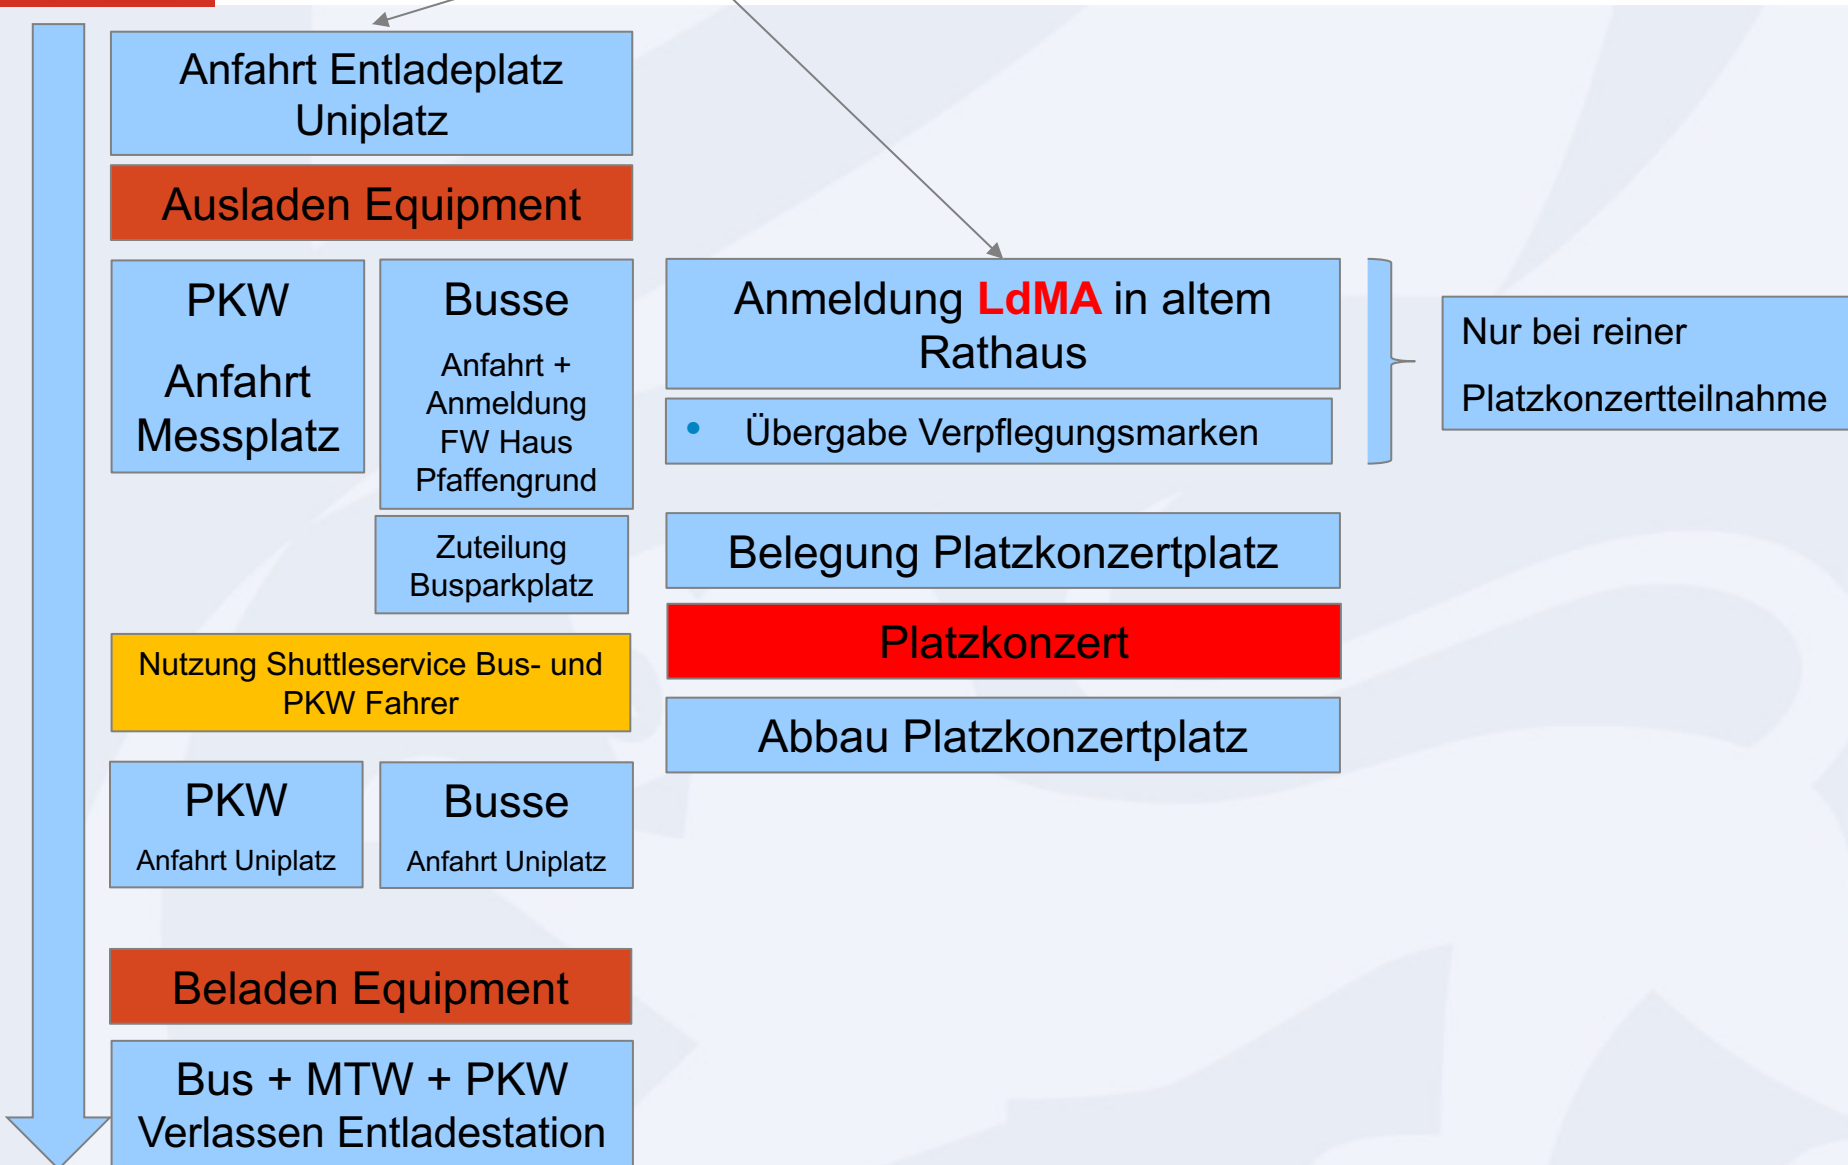 Anfahrt Entladeplatz
Uniplatz
Ausladen Equipment
PKW
Anfahrt
Messplatz
Busse
Anfahrt +
Anmeldung
FW Haus
Pfaffengrund
Zuteilung
Busparkplatz
Nutzung Shuttleservice Bus- und
PKW Fahrer
PKW
Anfahrt Uniplatz
Busse
Anfahrt Uniplatz
Beladen Equipment
Bus + MTW + PKW
Verlassen Entladestation
Anmeldung LdMA in altem
Rathaus
• Übergabe Verpflegungsmarken
Belegung Platzkonzertplatz
Platzkonzert
Abbau Platzkonzertplatz
Nur bei reiner
Platzkonzertteilnahme